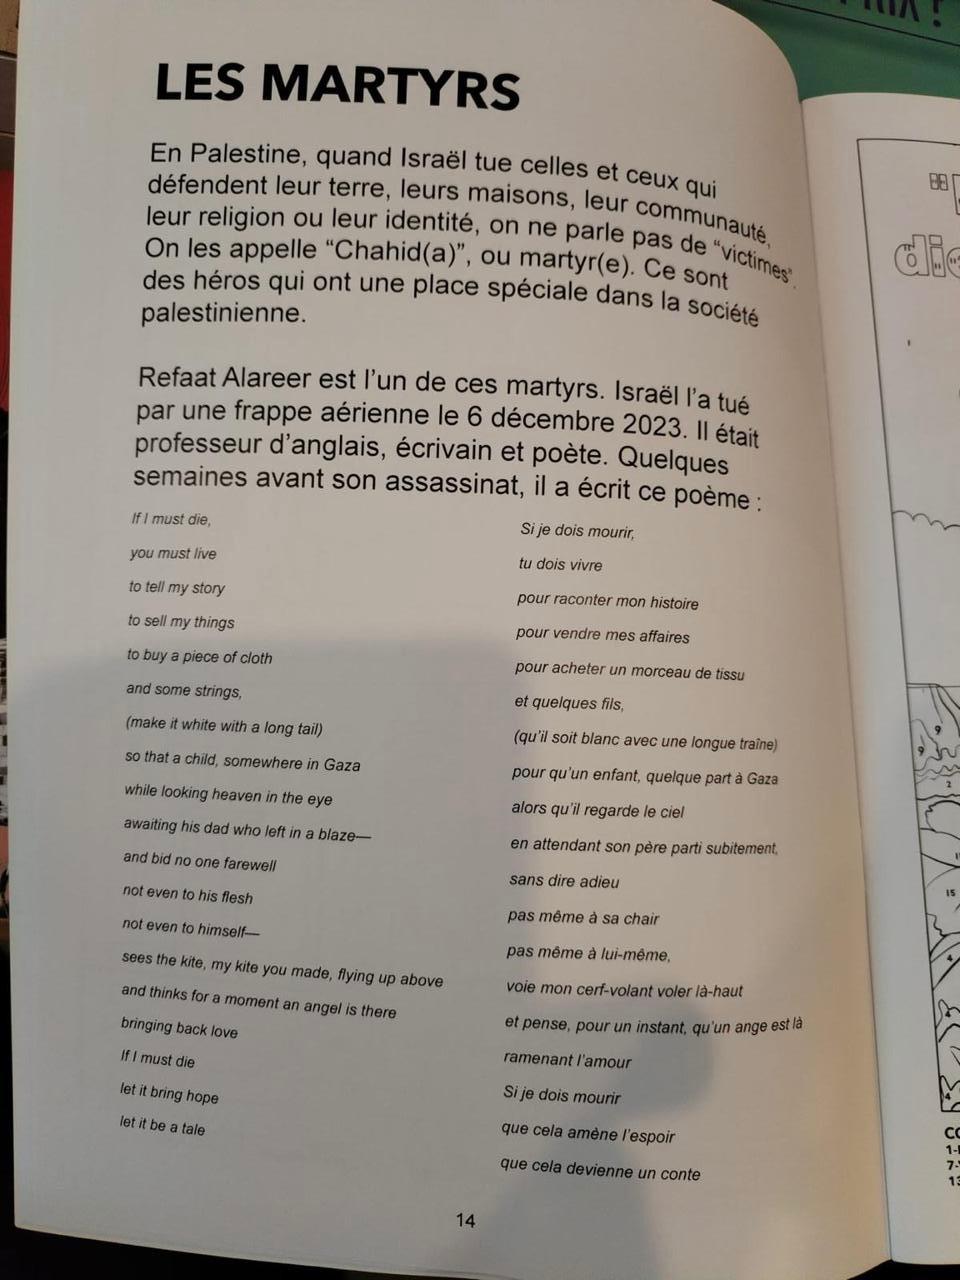 LES MARTYRS
En Palestine, quand Israël tue celles et ceux qui
défendent leur terre, leurs maisons, leur communauté,
leur religion ou leur identité, on ne parle pas de “victimes”.
On les appelle “Chahid(a)”, ou martyr(e). Ce sont
des héros qui ont une place spéciale dans la société
palestinienne.
Refaat Alareer est l’un de ces martyrs. Israël l’a tué
par une frappe aérienne le 6 décembre 2023. Il était
professeur d’anglais, écrivain et poète. Quelques
semaines avant son assassinat, il a écrit ce poème :
If I must die,
you must live
to tell my story
to sell my things
to buy a piece of cloth
and some strings,
(make it white with a long tail)
so that a child, somewhere in Gaza
while looking heaven in the eye
awaiting his dad who left in a blaze—
and bid no one farewell
not even to his flesh
not even to himself—
sees the kite, my kite you made, flying up above
and thinks for a moment an angel is there
bringing back love
If I must die
let it bring hope
let it be a tale
Si je dois mourir,
tu dois vivre
pour raconter mon histoire
pour vendre mes affaires
pour acheter un morceau de tissu
et quelques fils,
(qu’il soit blanc avec une longue traîne)
pour qu’un enfant, quelque part à Gaza
alors qu’il regarde le ciel
en attendant son père parti subitement,
sans dire adieu
pas même à sa chair
pas même à lui-même,
voie mon cerf-volant voler là-haut
et pense, pour un instant, qu’un ange est là
ramenant l’amour
Si je dois mourir
que cela amène l’espoir
que cela devienne un conte
14
9
9
2
15
4
4